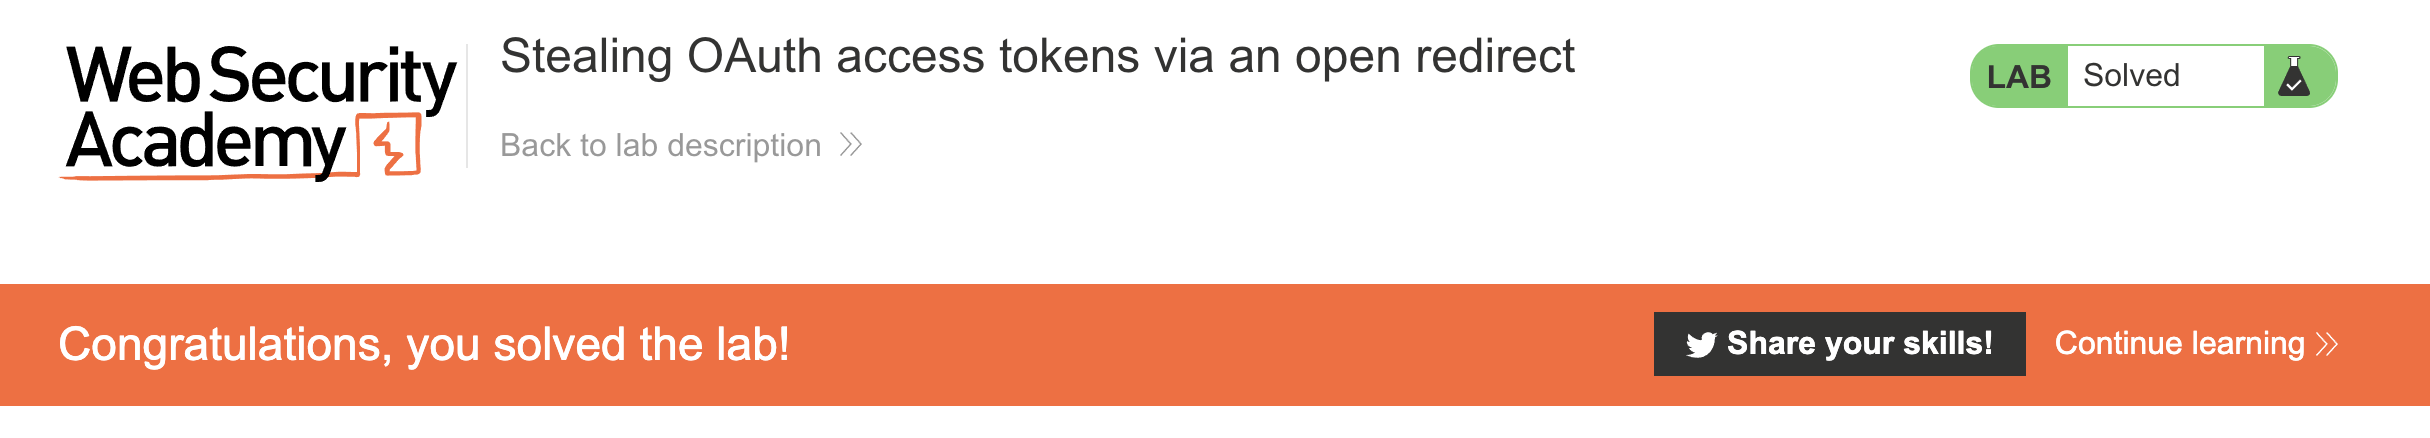 Web Security
Academy
Stealing OAuth access tokens via an open redirect
Back to lab description
LAB Solved
Congratulations, you solved the lab!
Share your skills!
Continue learning